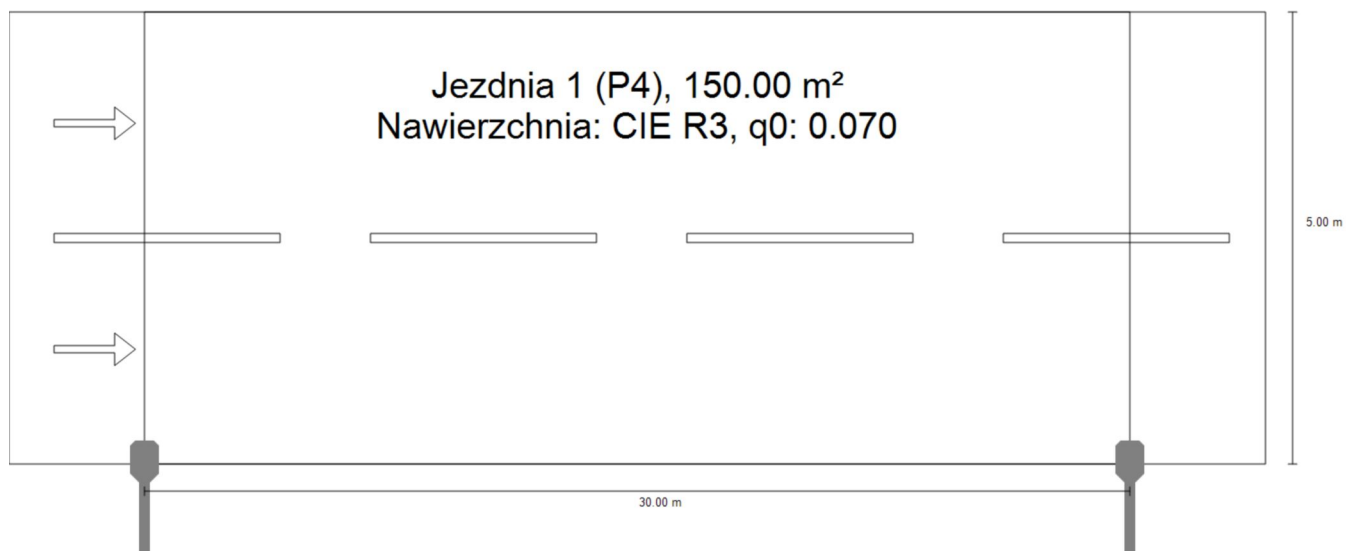 Jezdnia 1 (P4), 150.00 m²
Nawierzchnia: CIE R3, q0: 0.070
5.00 m
30.00 m